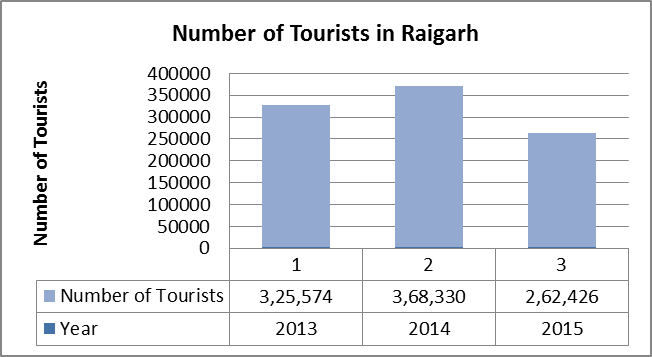 Number of Tourists in Raigarh
Number of Tourists
400000
350000
300000
250000
200000
150000
100000
50000
0
1 2 3
Number of Tourists 3,25,574 3,68,330 2,62,426
Year 2013 2014 2015